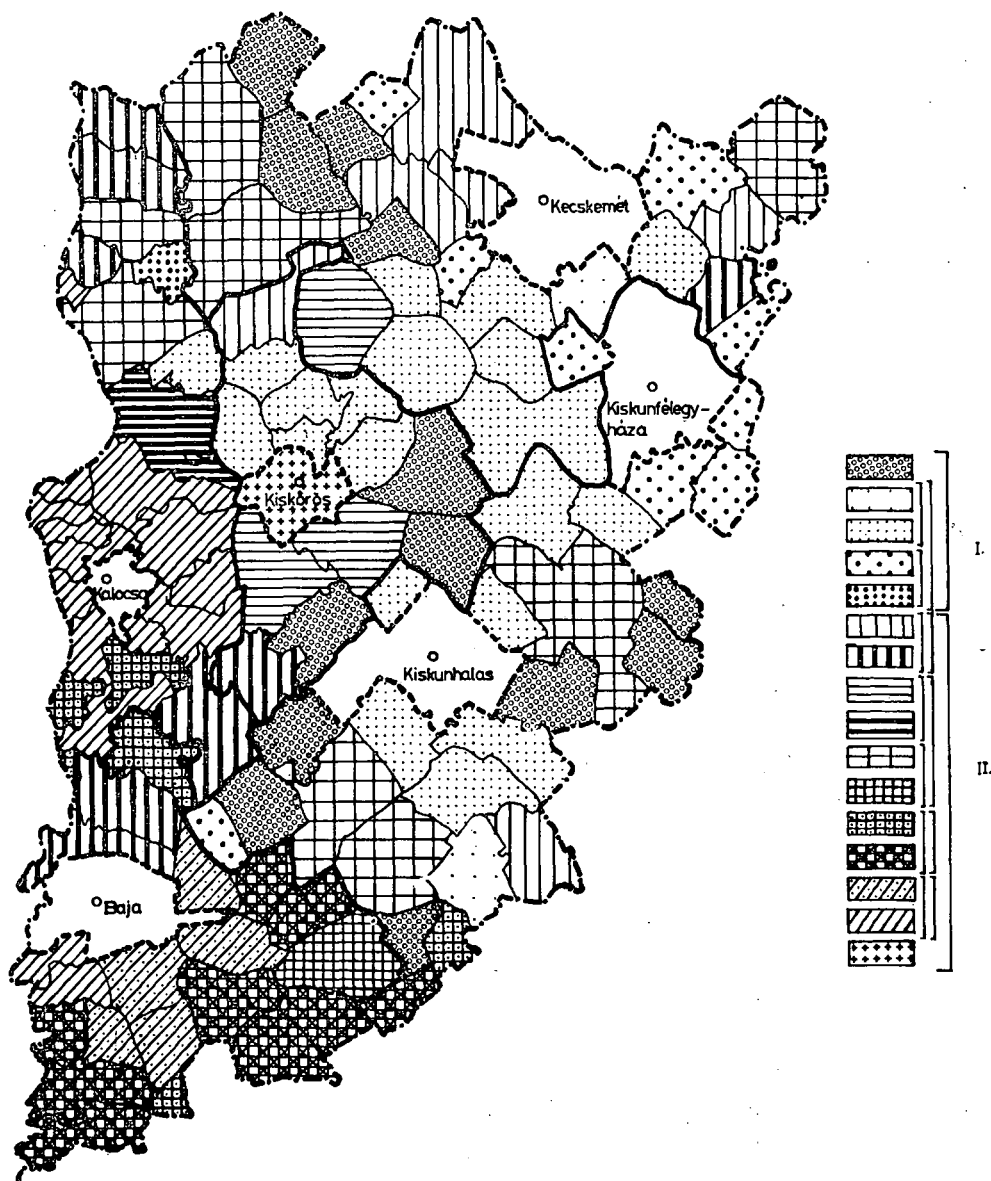 Kecskemét
Kiskunfélegy-
háza
Kiskőrös
I.
Kalocsa
Kiskunhalas
II.
Baja